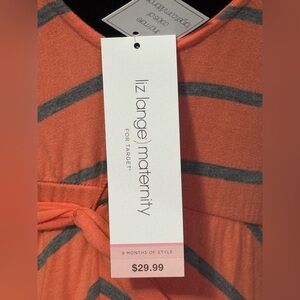 liz lange) maternity
FOR TARGET®
9 MONTHS OF STYLE
$29.99